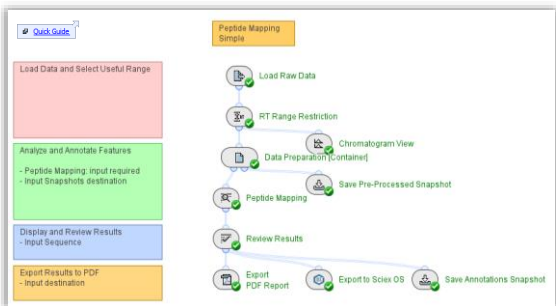 Quick Guide
Peptide Mapping
Simple
Load Data and Select Useful Range
Load Raw Data
RT Range Restriction
Chromatogram View
Analyze and Annotate Features
- Peptide Mapping: input required
- Input Snapshots destination
Data Preparation [Container]
Save Pre-Processed Snapshot
Peptide Mapping
Display and Review Results
- Input Sequence
Review Results
Export Results to PDF
- Input destination
Export
PDF Report
Export to Sciex OS
Save Annotations Snapshot